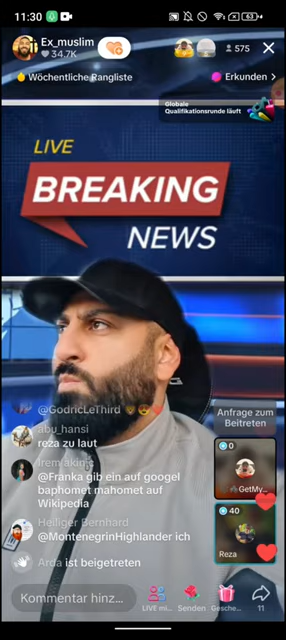 11:30
63
Ex_muslim
34.7K
575
Wöchentliche Rangliste
Erkunden >
Globale
Qualifikationsrunde läuft
LIVE
BREAKING
NEWS
@GodricLeThird
abu_hansi
reza zu laut
@Franka gib ein auf googel
baphomet mahomet auf
Wikipedia
Heiliger Bernhard
@MontenegrinHighlander ich
Arda ist beigetreten
Anfrage zum
Beitreten
0
GetMy...
40
Reza
Kommentar hinz...
LIVE mi...
Senden
Gesche...
11